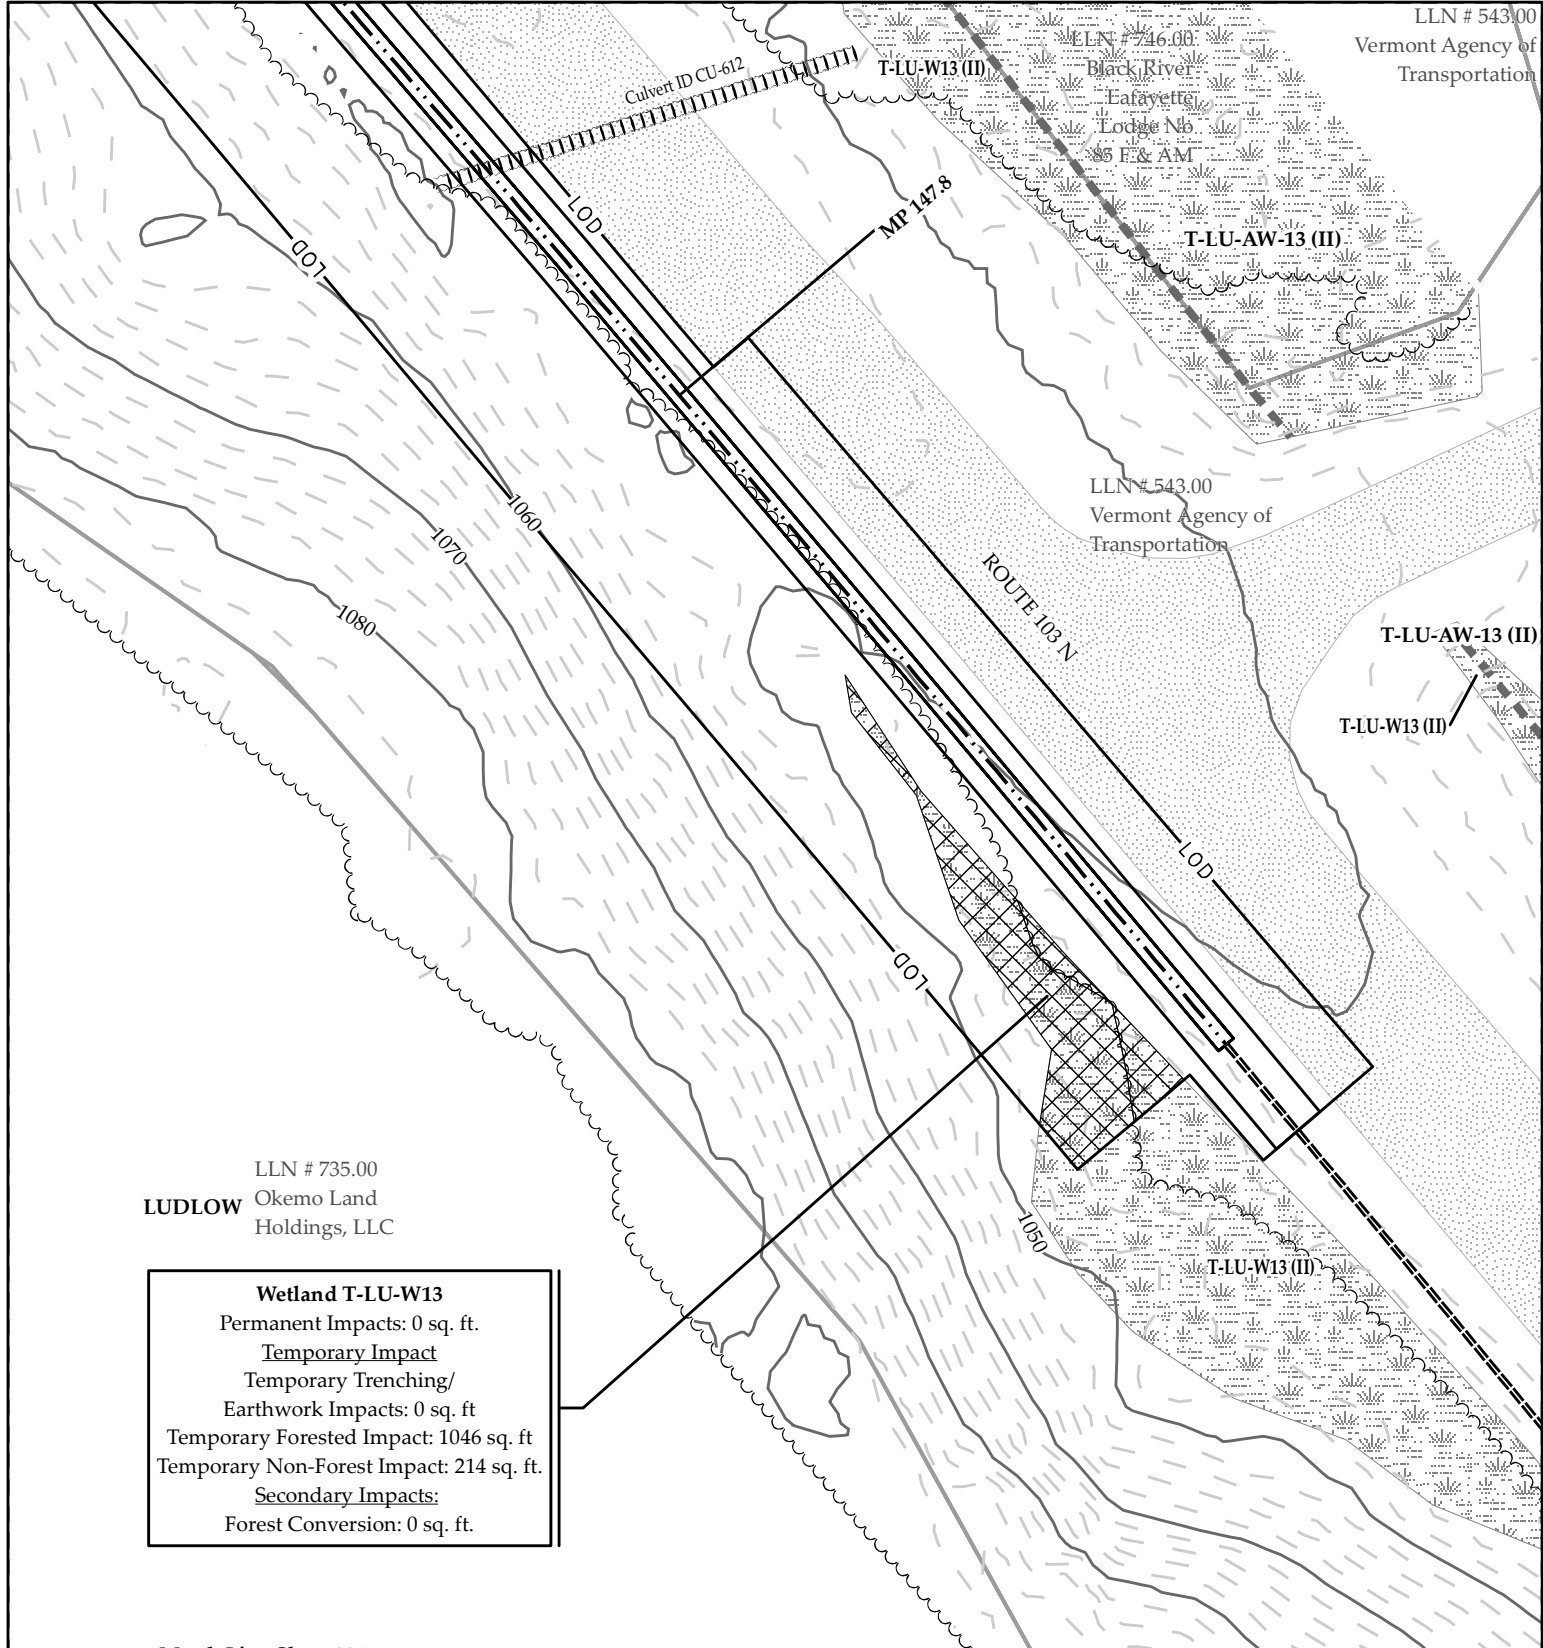 LLN # 543.00
Vermont Agency of
Transportation
LLN # 746.00
Black River
Lafayette
Lodge No
85 F & AM
T-LU-W13 (II)
Culvert ID CU-612
LOD
MP 147.8
T-LU-AW-13 (II)
LOD
LLN # 543.00
Vermont Agency of
Transportation
1060
1070
ROUTE 103 N
1080
T-LU-AW-13 (II)
T-LU-W13 (II)
LOD
LOD
LLN # 735.00
LUDLOW
Okemo Land
Holdings, LLC
1050
T-LU-W13 (II)
Wetland T-LU-W13
Permanent Impacts: 0 sq. ft.
Temporary Impact
Temporary Trenching/
Earthwork Impacts: 0 sq. ft
Temporary Forested Impact: 1046 sq. ft
Temporary Non-Forest Impact: 214 sq. ft.
Secondary Impacts:
Forest Conversion: 0 sq. ft.